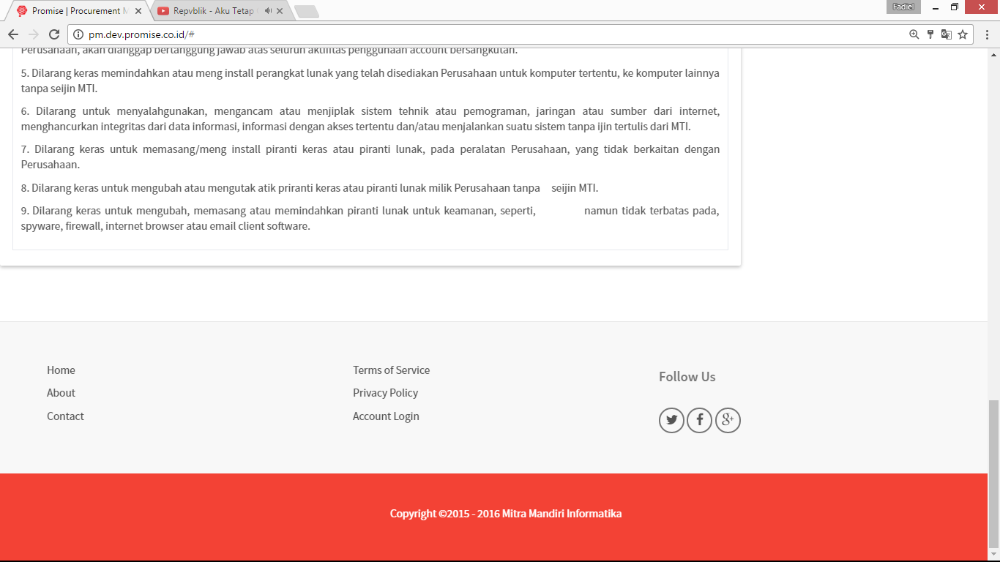 Promise | Procurement M
Repvblik - Aku Tetap
Fadiel
pm.dev.promise.co.id/#
Perusahaan, akan dianggap bertanggung jawab atas seluruh aktifitas penggunaan account bersangkutan.
5. Dilarang keras memindahkan atau meng install perangkat lunak yang telah disediakan Perusahaan untuk komputer tertentu, ke komputer lainnya
tanpa seijin MTI.
6. Dilarang untuk menyalahgunakan, mengancam atau menjiplak sistem tehnik atau pemograman, jaringan atau sumber dari internet,
menghancurkan integritas dari data informasi, informasi dengan akses tertentu dan/atau menjalankan suatu sistem tanpa ijin tertulis dari MTI.
7. Dilarang keras untuk memasang/meng install piranti keras atau piranti lunak, pada peralatan Perusahaan, yang tidak berkaitan dengan
Perusahaan.
8. Dilarang keras untuk mengubah atau mengutak atik priranti keras atau piranti lunak milik Perusahaan tanpa seijin MTI.
9. Dilarang keras untuk mengubah, memasang atau memindahkan piranti lunak untuk keamanan, seperti, namun tidak terbatas pada,
spyware, firewall, internet browser atau email client software.
Home
About
Contact
Terms of Service
Privacy Policy
Account Login
Follow Us
Copyright ©2015 - 2016 Mitra Mandiri Informatika